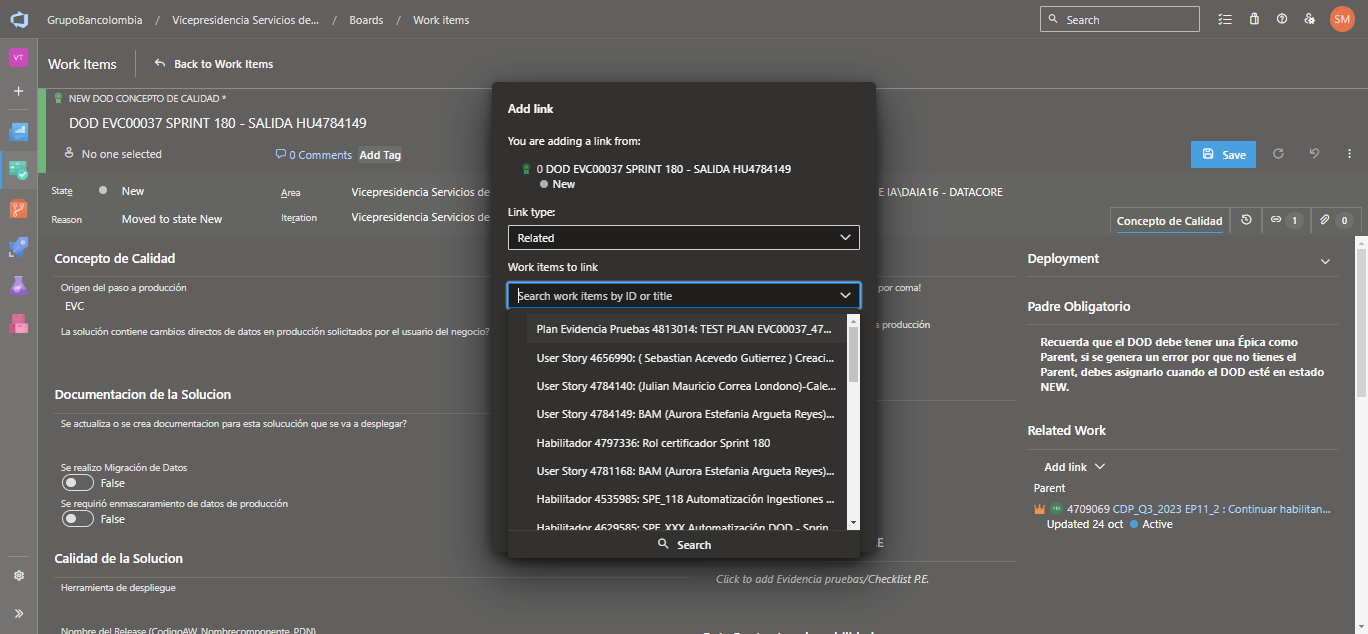 GrupoBancolombia / Vicepresidencia Servicios de... / Boards / Work items
Search
SM
VT
Work Items
Back to Work Items
NEW DOD CONCEPTO DE CALIDAD *
DOD EVC00037 SPRINT 180 - SALIDA HU4784149
No one selected
0 Comments
Add Tag
Save
State
New
Area
Vicepresidencia Servicios de
E IA\DAIA16 - DATACORE
Reason
Moved to state New
Iteration
Vicepresidencia Servicios de
Concepto de Calidad
1
0
Concepto de Calidad
Origen del paso a producción
EVC
La solución contiene cambios directos de datos en producción solicitados por el usuario del negocio?
Documentacion de la Solucion
Se actualiza o se crea documentacion para esta solucución que se va a desplegar?
Se realizo Migración de Datos
False
Se requirió enmascaramiento de datos de producción
False
Calidad de la Solucion
Herramienta de despliegue
Nombre del Release (CodigoAW_Nombrecomponente_PDN)
Add link
You are adding a link from:
0 DOD EVC00037 SPRINT 180 - SALIDA HU4784149
New
Link type:
Related
Work items to link
Search work items by ID or title
Plan Evidencia Pruebas 4813014: TEST PLAN EVC00037_47...
User Story 4656990: ( Sebastian Acevedo Gutierrez ) Creaci...
User Story 4784140: (Julian Mauricio Correa Londono)-Cale...
User Story 4784149: BAM (Aurora Estefania Argueta Reyes)...
Habilitador 4797336: Rol certificador Sprint 180
User Story 4781168: BAM (Aurora Estefania Argueta Reyes)...
Habilitador 4535985: SPE_118 Automatización Ingestiones ...
Habilitador 4629585: SPE_XXX Automatización DOD - Sprin
Search
por coma!
a producción
E
Click to add Evidencia pruebas/Checklist P.E.
Deployment
Padre Obligatorio
Recuerda que el DOD debe tener una Épica como
Parent, si se genera un error por que no tienes el
Parent, debes asignarlo cuando el DOD esté en estado
NEW.
Related Work
Add link
Parent
4709069 CDP_Q3_2023 EP11_2 : Continuar habilitan...
Updated 24 oct
Active